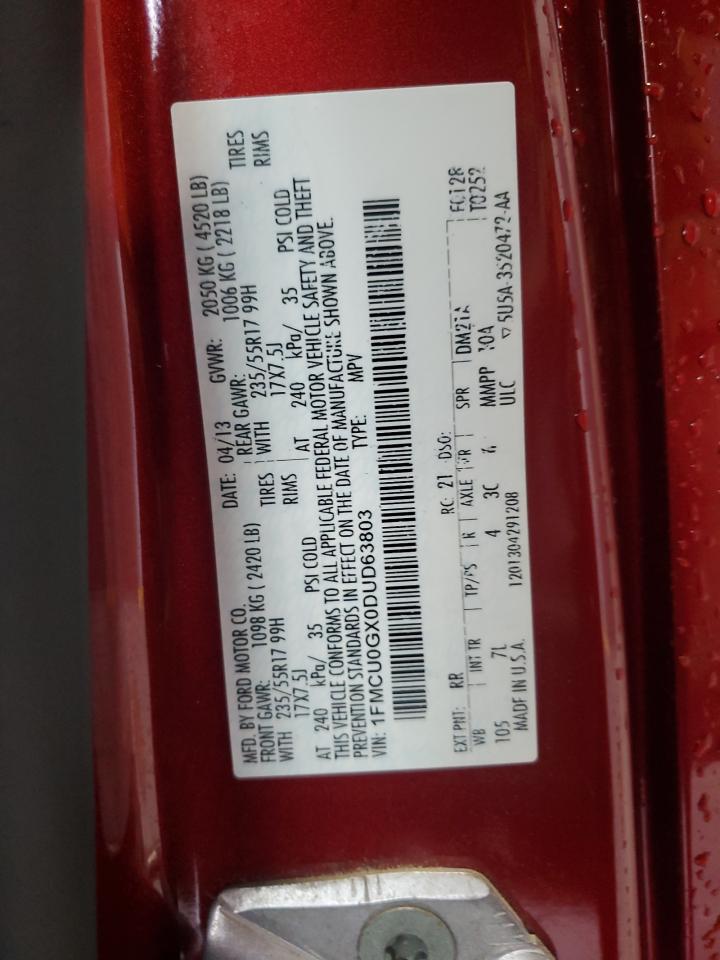 MFD. BY FORD MOTOR CO. DATE: 04/13 GVWR: 2050 KG ( 4520 LB)
FRONT GAWR: 1098 KG ( 2420 LB) REAR GAWR: 1006 KG ( 2218 LB)
WITH 235/55R17 99H TIRES WITH 235/55R17 99H TIRES
17X7.5J RIMS 17X7.5J RIMS
AT 240 kPa/ 35 PSI COLD AT 240 kPa/ 35 PSI COLD
THIS VEHICLE CONFORMS TO ALL APPLICABLE FEDERAL MOTOR VEHICLE SAFETY AND THEFT
PREVENTION STANDARDS IN EFFECT ON THE DATE OF MANUFACTURE SHOWN ABOVE.
VIN: 1FMCU0GX0DUD63803 TYPE: MPV
EXT PNT: RR RC: 21 DSO: FC12R
WB INT TR TP/PS R AXLE TR SPR DM21A T0252
105 7L 4 3C MMPP
MADE IN U.S.A. 1201304291208 ULC ▽ 5U5A-3520472-AA